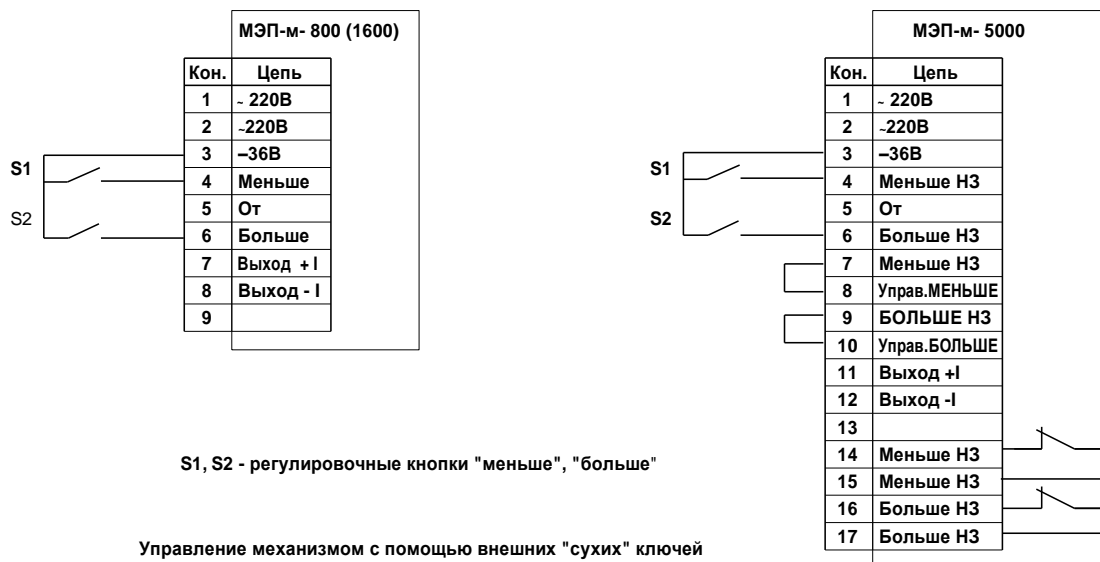 МЭП-м- 800 (1600)
Кон. Цепь
1 ~ 220В
2 ~220В
3 –36В
4 Меньше
5 От
6 Больше
7 Выход + I
8 Выход - I
9
S1
S2
МЭП-м- 5000
Кон. Цепь
1 ~ 220В
2 ~220В
3 –36В
4 Меньше НЗ
5 От
6 Больше НЗ
7 Меньше НЗ
8 Управ.МЕНЬШЕ
9 БОЛЬШЕ НЗ
10 Управ.БОЛЬШЕ
11 Выход +I
12 Выход -I
13
14 Меньше НЗ
15 Меньше НЗ
16 Больше НЗ
17 Больше НЗ
S1
S2
S1, S2 - регулировочные кнопки "меньше", "больше"
Управление механизмом с помощью внешних "сухих" ключей